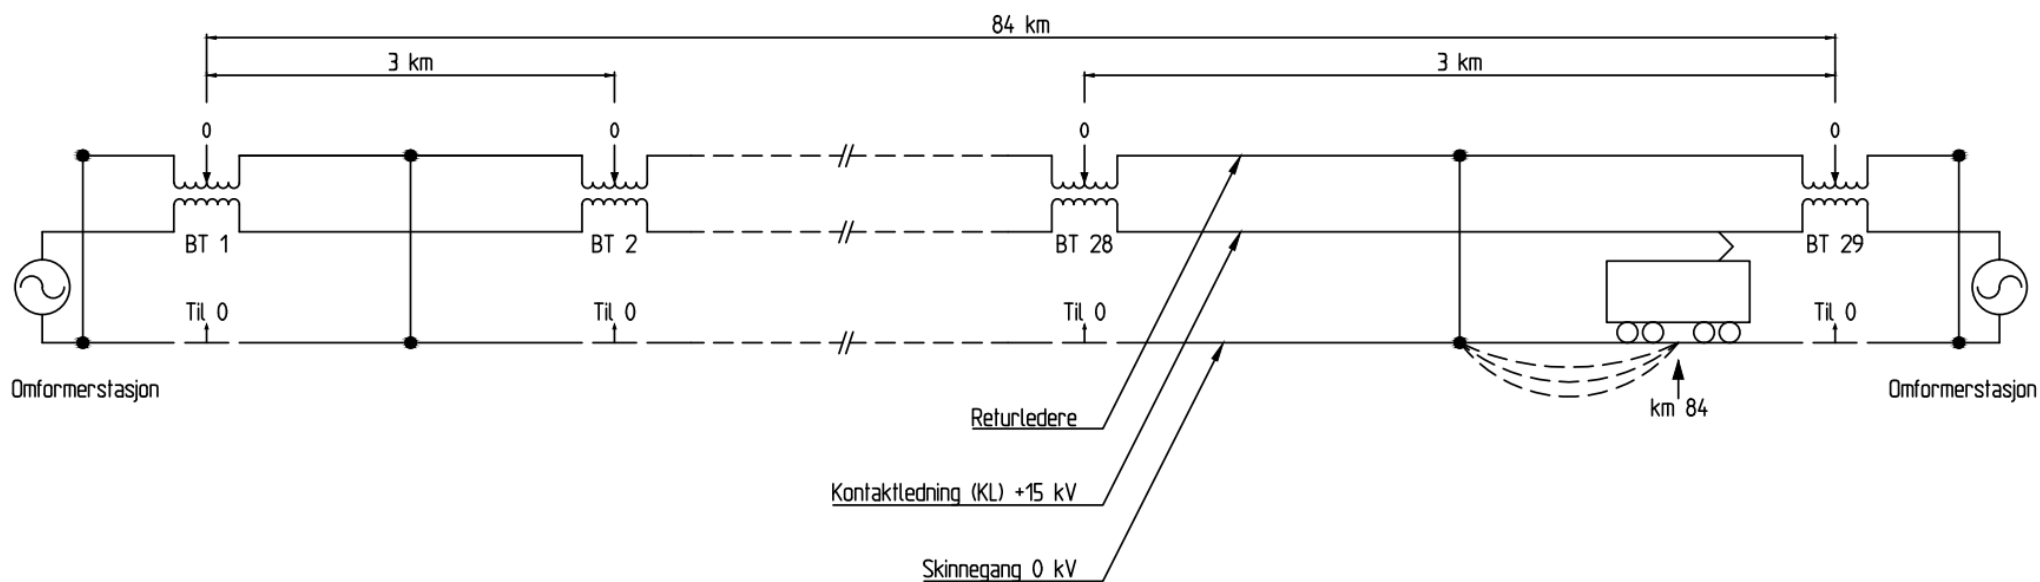 84 km
3 km
3 km
0
0
0
0
BT 1
BT 2
BT 28
BT 29
Til 0
Til 0
Til 0
Til 0
Omformerstasjon
Omformerstasjon
km 84
Returledere
Kontaktledning (KL) +15 kV
Skinnegang 0 kV